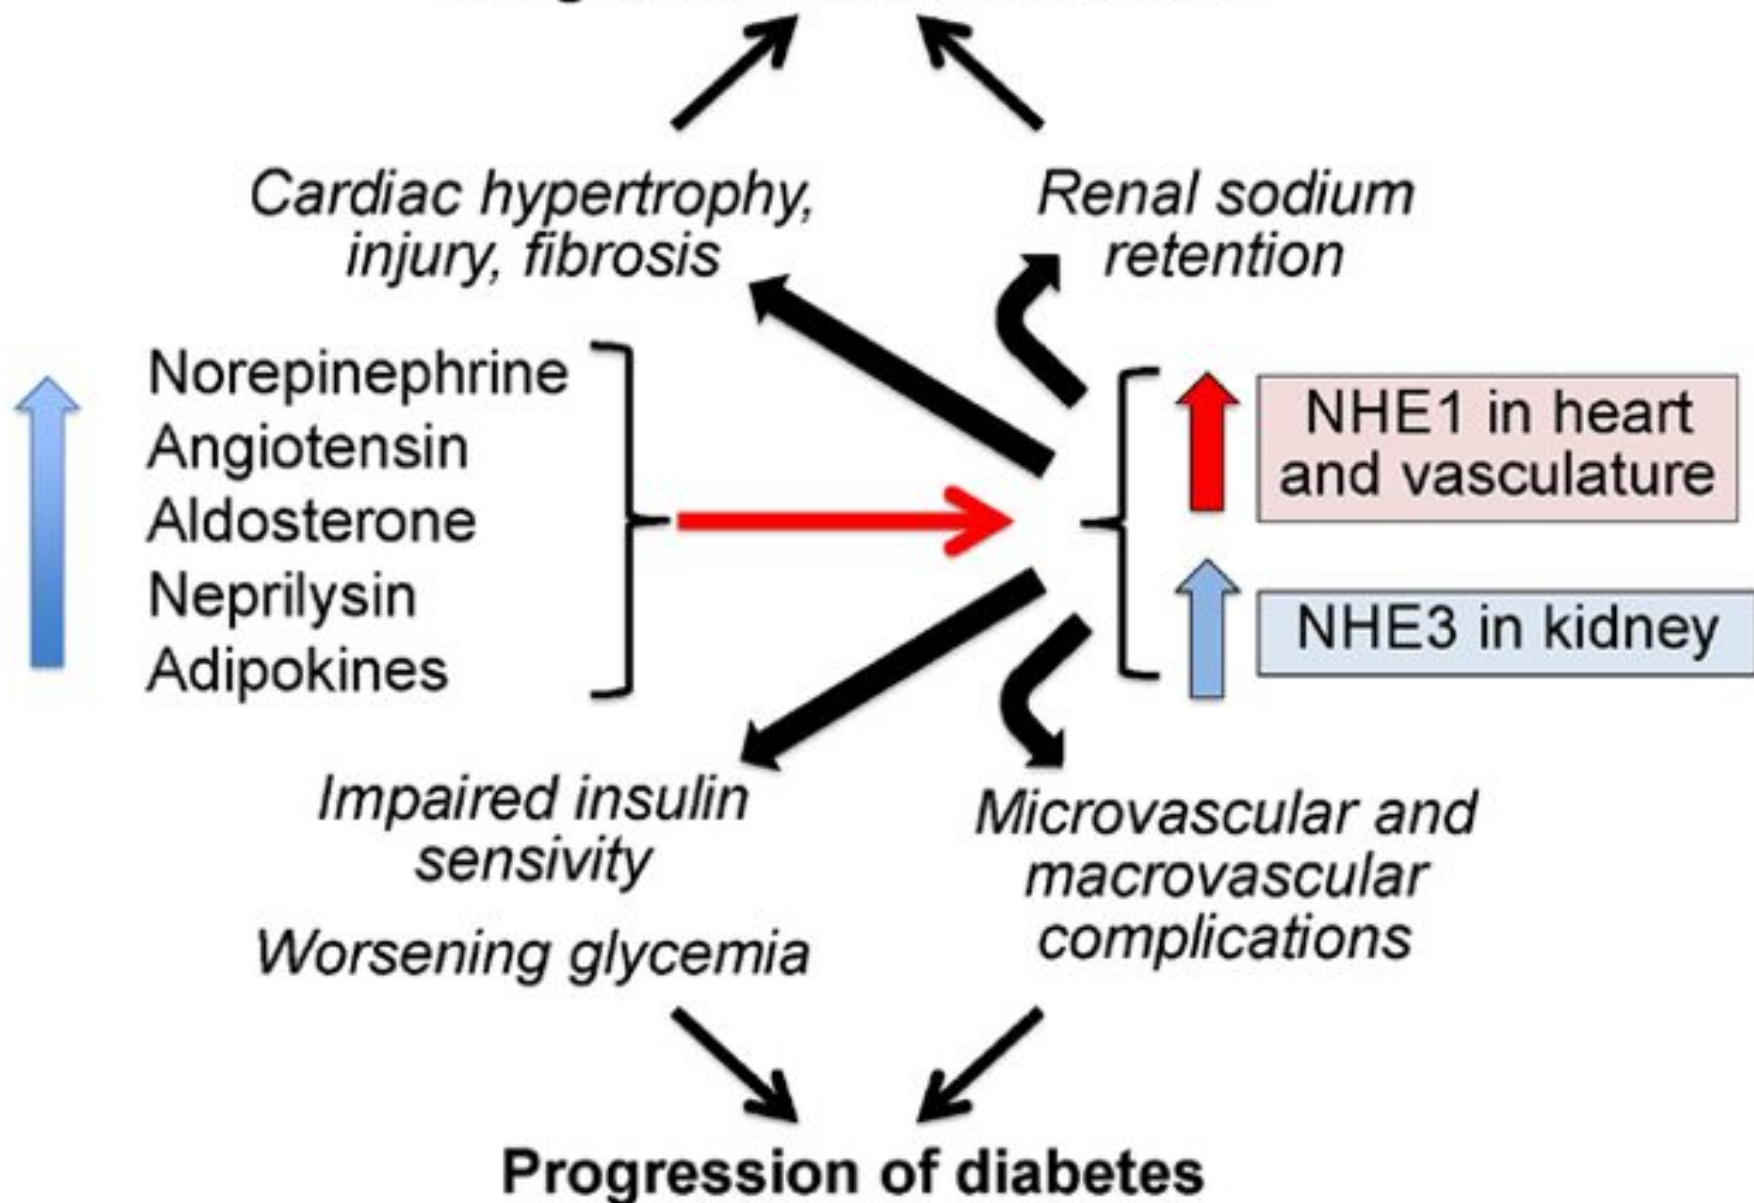 Cardiac hypertrophy,
injury, fibrosis
Renal sodium
retention
Norepinephrine
Angiotensin
Aldosterone
Neprilysin
Adipokines
NHE1 in heart
and vasculature
NHE3 in kidney
Impaired insulin
sensivity
Worsening glycemia
Microvascular and
macrovascular
complications
Progression of diabetes